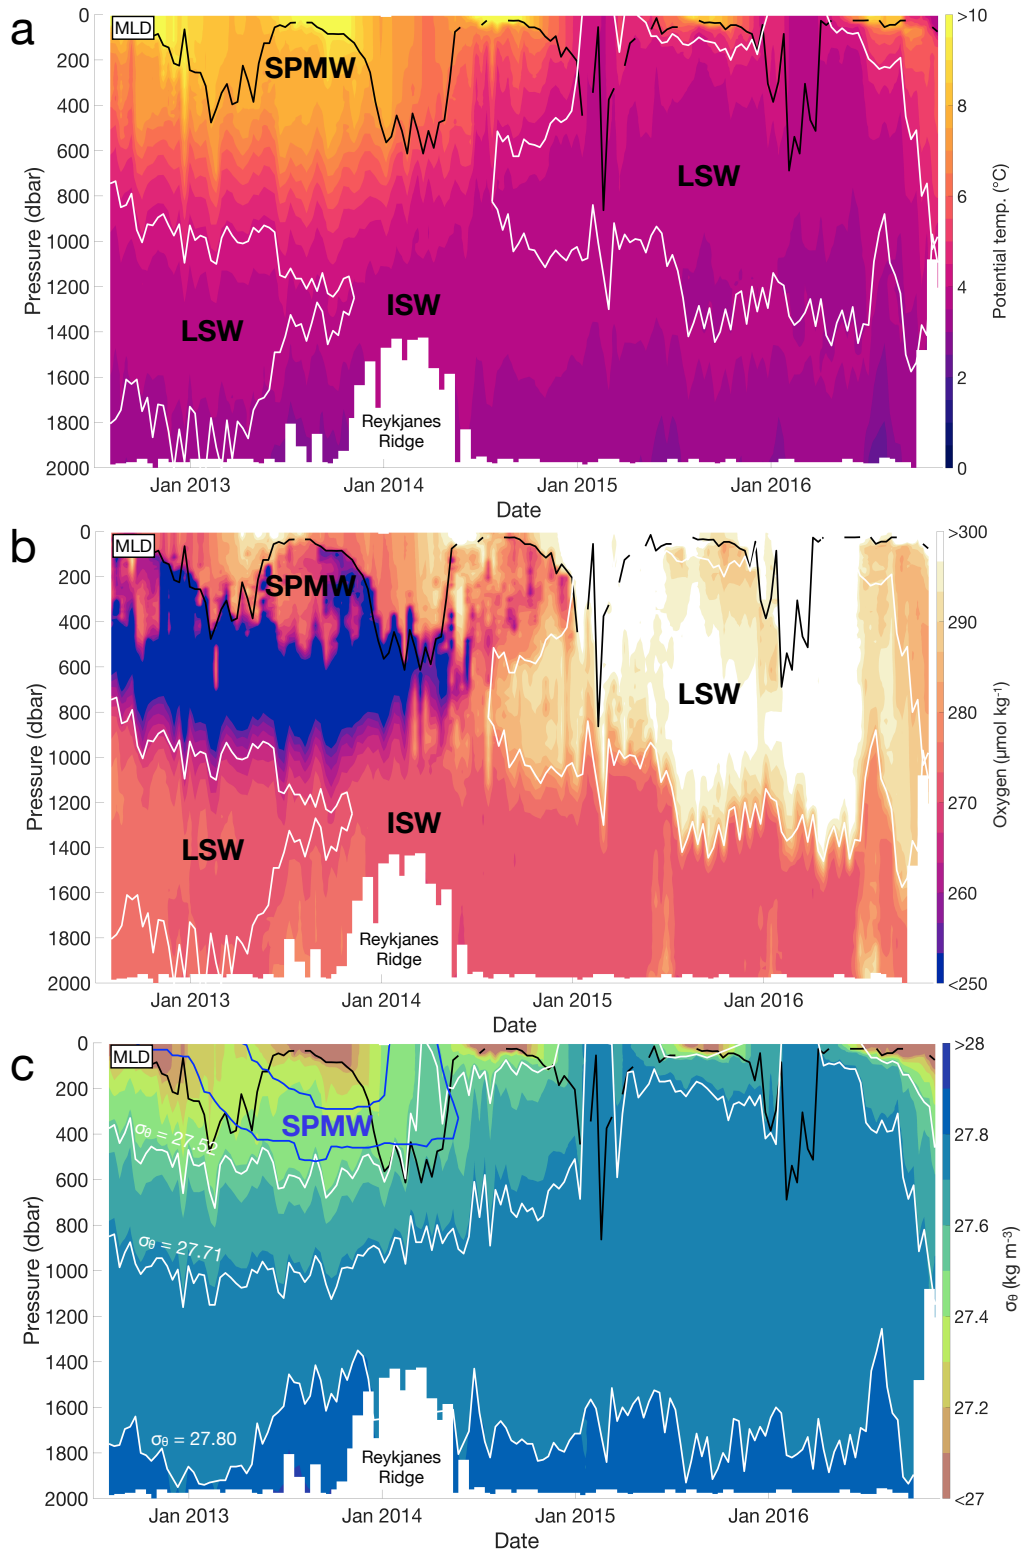 a
MLD
SPMW
LSW
LSW
ISW
Reykjanes
Ridge
0
200
400
600
800
1000
1200
1400
1600
1800
2000
Pressure (dbar)
Jan 2013
Jan 2014
Jan 2015
Jan 2016
Date
>10
8
6
4
2
0
Potential temp. (°C)
b
MLD
SPMW
LSW
LSW
ISW
Reykjanes
Ridge
0
200
400
600
800
1000
1200
1400
1600
1800
2000
Pressure (dbar)
Jan 2013
Jan 2014
Jan 2015
Jan 2016
Date
>300
290
280
270
260
<250
Oxygen (μmol kg⁻¹)
c
MLD
SPMW
σθ = 27.52
σθ = 27.71
σθ = 27.80
Reykjanes
Ridge
0
200
400
600
800
1000
1200
1400
1600
1800
2000
Pressure (dbar)
Jan 2013
Jan 2014
Jan 2015
Jan 2016
Date
>28
27.8
27.6
27.4
27.2
<27
σθ (kg m⁻³)